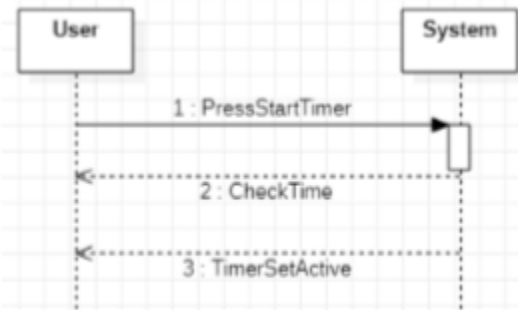 User
System
1 : PressStartTimer
2 : CheckTime
3 : TimerSetActive